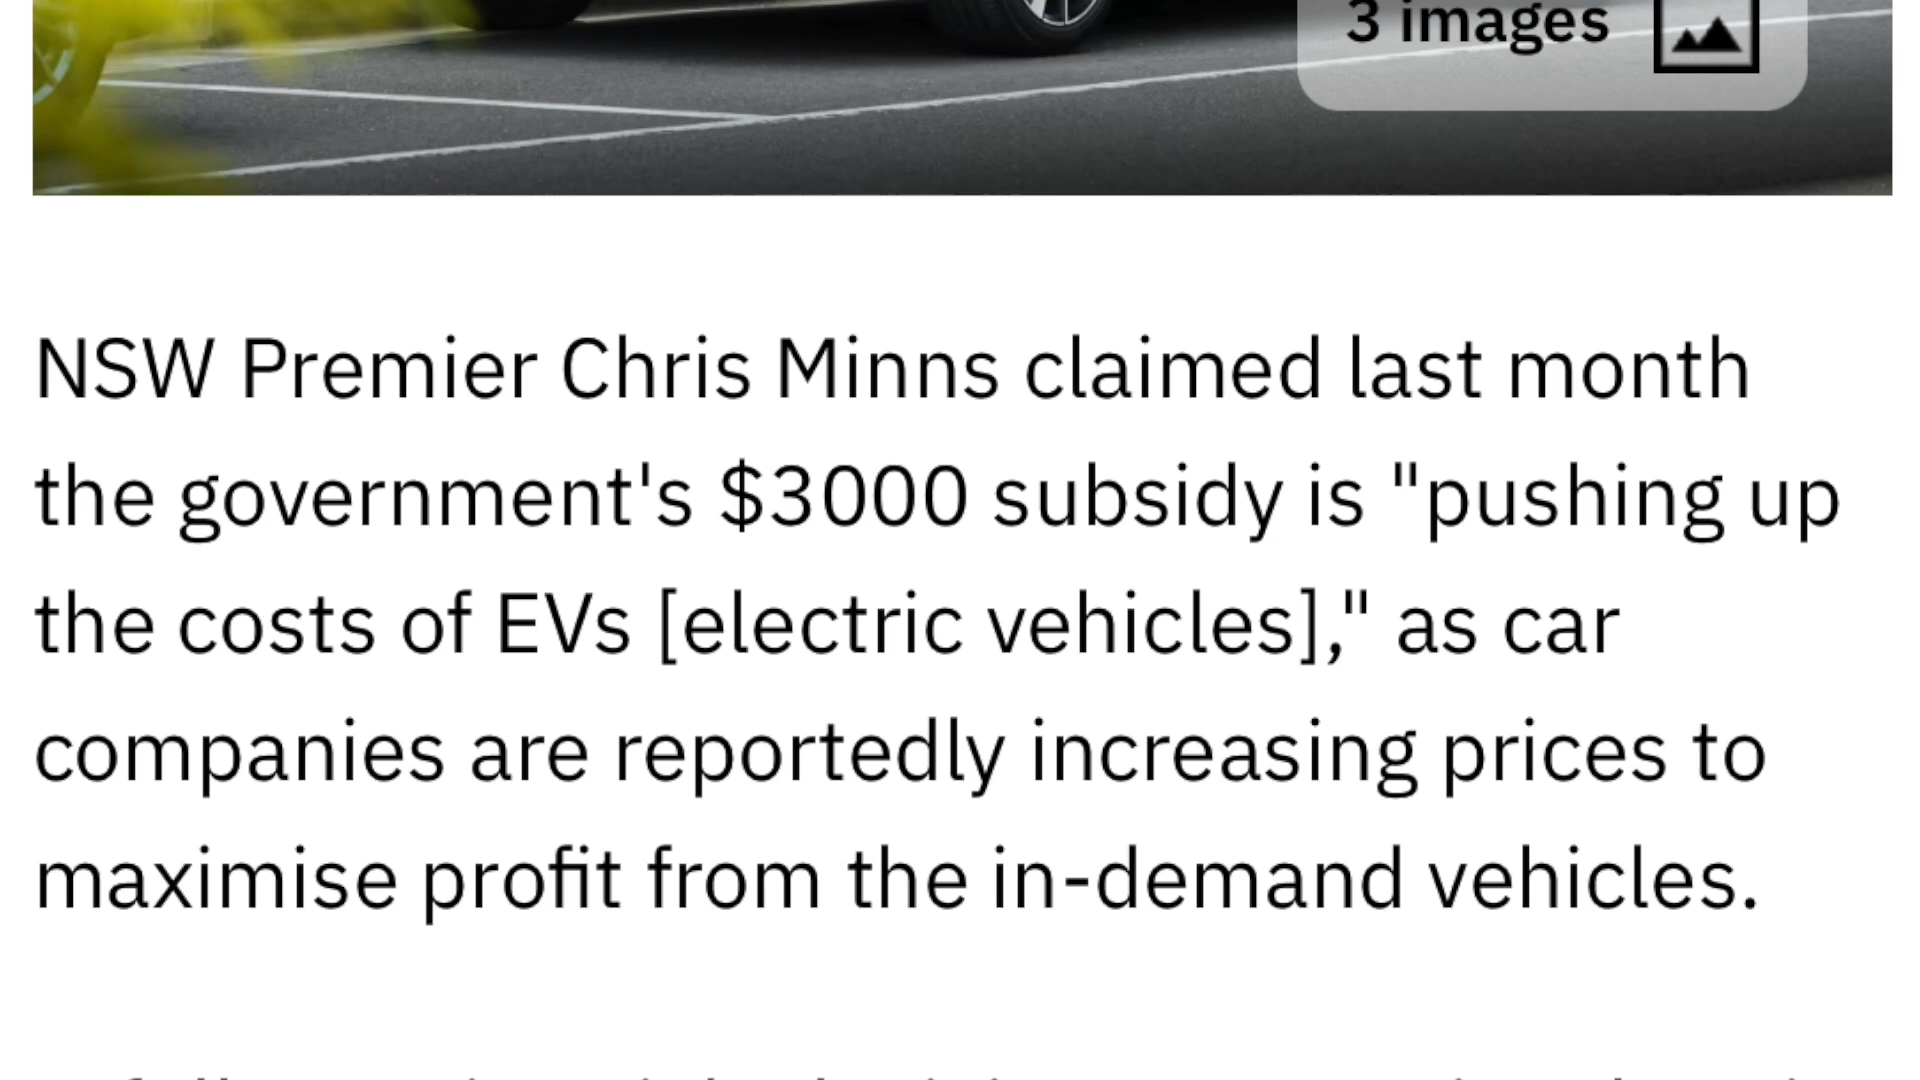 3 images
NSW Premier Chris Minns claimed last month
the government's $3000 subsidy is "pushing up
the costs of EVs [electric vehicles]," as car
companies are reportedly increasing prices to
maximise profit from the in-demand vehicles.